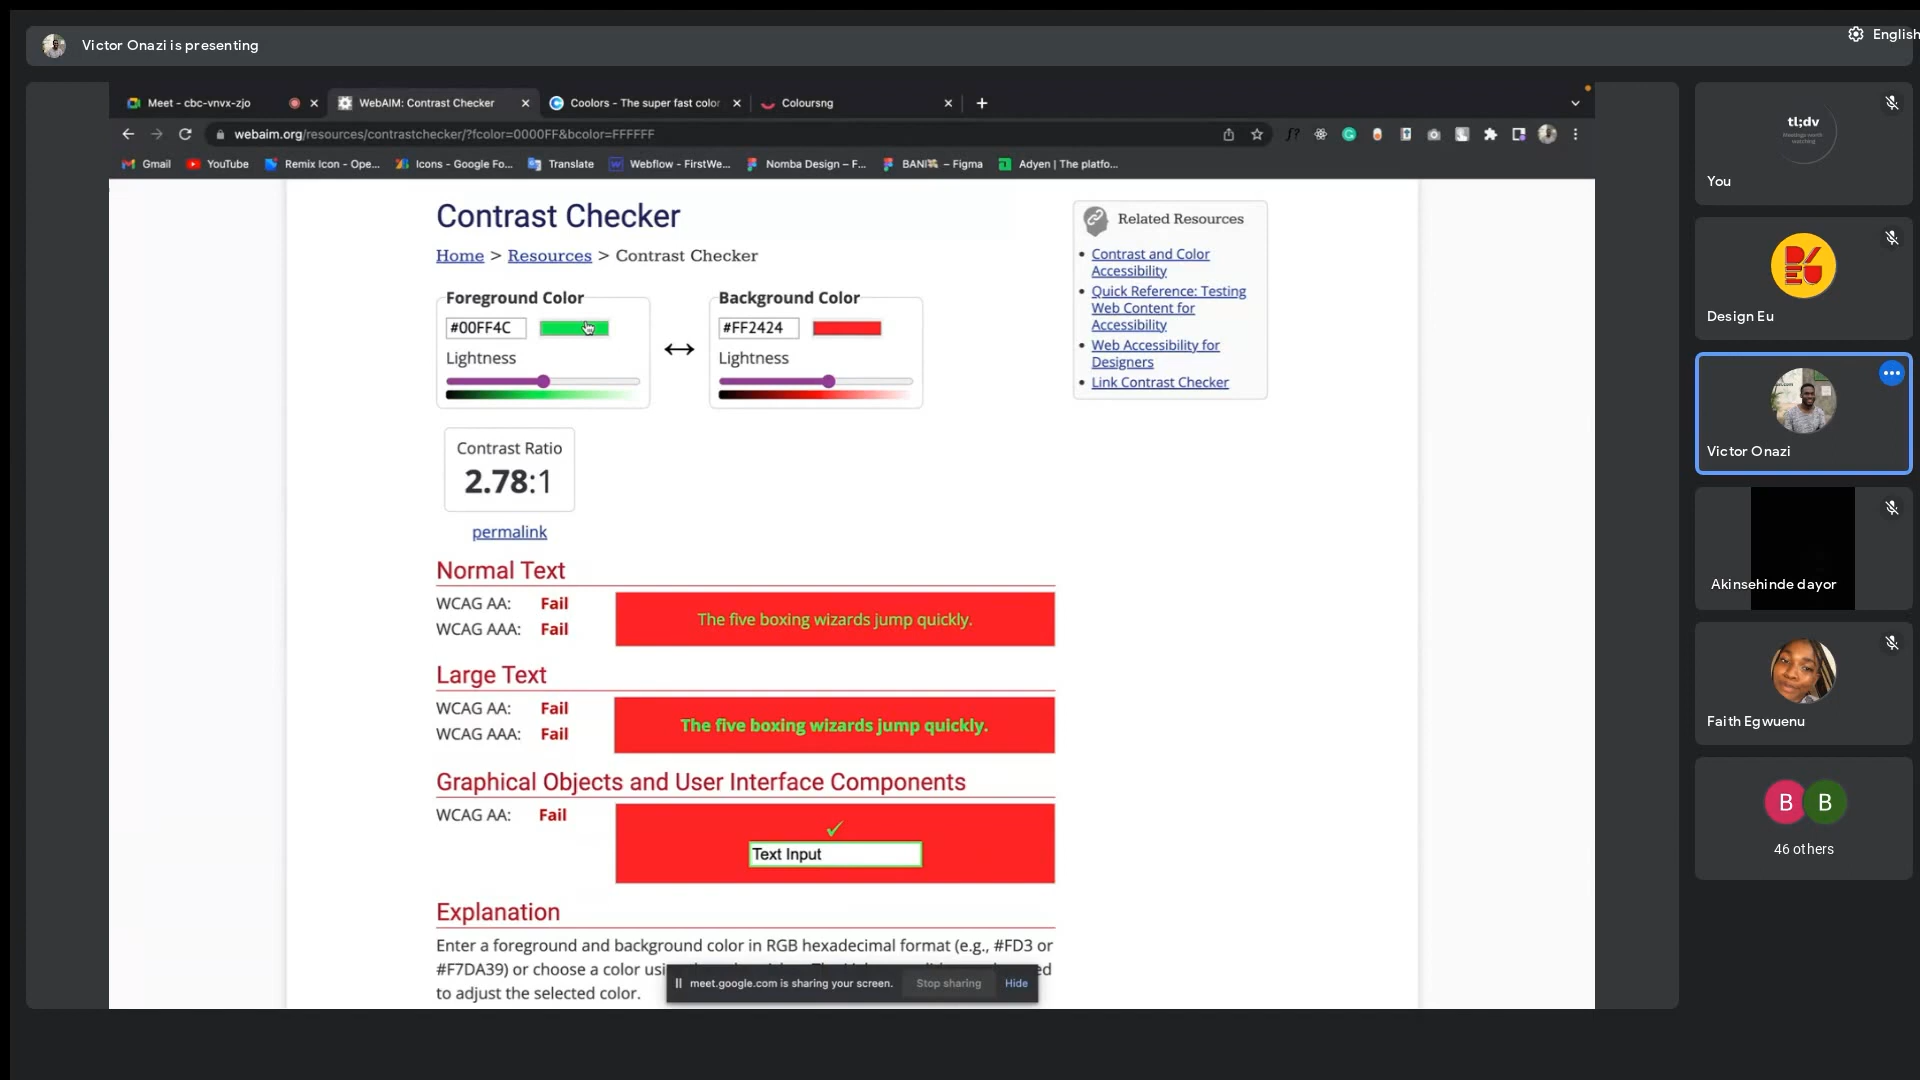 Victor Onazi is presenting
English
Meet - cbc-vnvx-zjo
WebAIM: Contrast Checker
Coolors - The super fast color
Coloursng
webaim.org/resources/contrastchecker/?fcolor=0000FF&bcolor=FFFFFF
Gmail
YouTube
Remix Icon - Ope...
Icons - Google Fo...
Translate
Webflow - FirstWe...
Nomba Design – F...
BANI – Figma
Adyen | The platfo...
Contrast Checker
Home > Resources > Contrast Checker
Foreground Color
#00FF4C
Lightness
Background Color
#FF2424
Lightness
Contrast Ratio
2.78:1
permalink
Normal Text
WCAG AA: Fail
WCAG AAA: Fail
The five boxing wizards jump quickly.
Large Text
WCAG AA: Fail
WCAG AAA: Fail
The five boxing wizards jump quickly.
Graphical Objects and User Interface Components
WCAG AA: Fail
Text Input
Explanation
Enter a foreground and background color in RGB hexadecimal format (e.g., #FD3 or
#F7DA39) or choose a color usi
to adjust the selected color.
meet.google.com is sharing your screen.
Stop sharing
Hide
Related Resources
Contrast and Color
Accessibility
Quick Reference: Testing
Web Content for
Accessibility
Web Accessibility for
Designers
Link Contrast Checker
tl;dv
You
D/
EU
Design Eu
Victor Onazi
Akinsehinde dayor
Faith Egwuenu
B
B
46 others